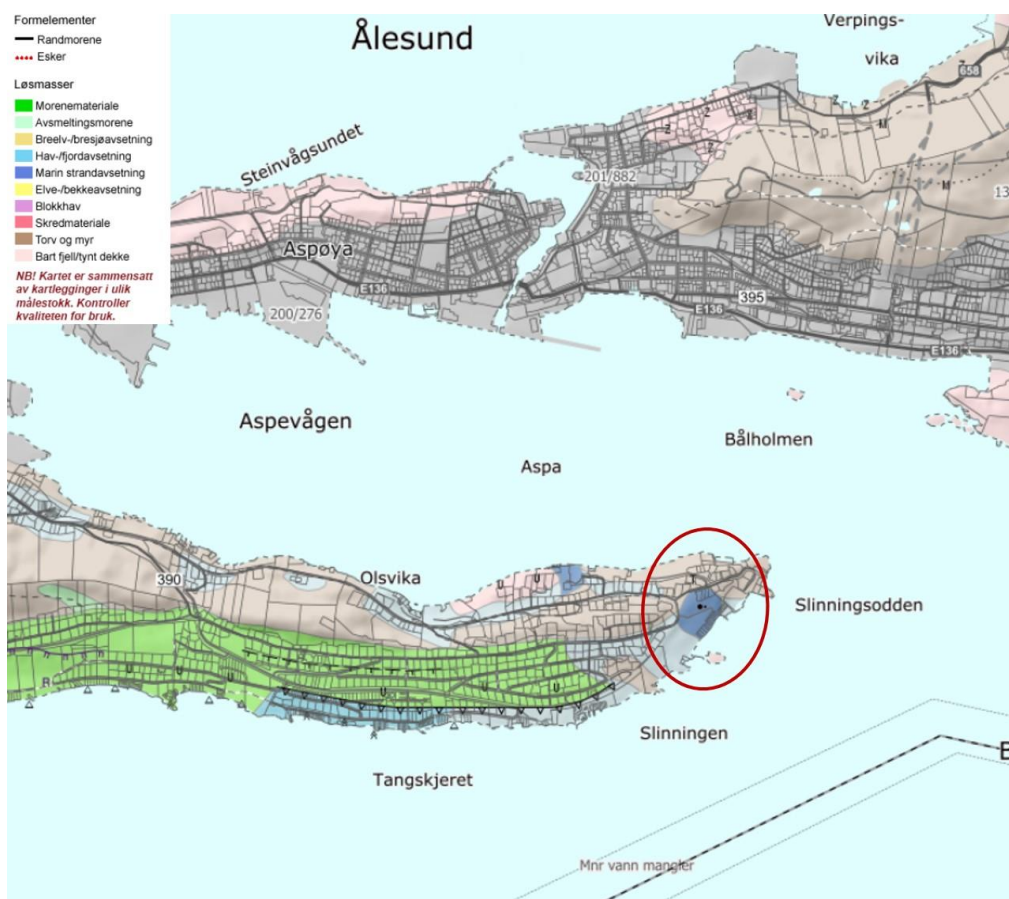 Formelementer
Randmorene
Esker
Løsmasser
Morenemateriale
Avsmeltingsmorene
Breelv-/bresjøavsetning
Hav-/fjordavsetning
Marin strandavsetning
Elve-/bekkeavsetning
Blokkhav
Skredmateriale
Torv og myr
Bart fjell/tynt dekke
NB! Kartet er sammensatt
av kartlegginger i ulik
målestokk. Kontroller
kvaliteten før bruk.
Ålesund
Verpings-
vika
658
Z
Z
Z
Z
Z
M
M
Steinvågsundet
201/882
13
Aspøya
E136
200/276
395
E136
E136
Aspevågen
Bålholmen
Aspa
390
Olsvika
U
U
T
Slinningsodden
R
U
U
U
U
U
Slinningen
Tangskjeret
B
Mnr vann mangler